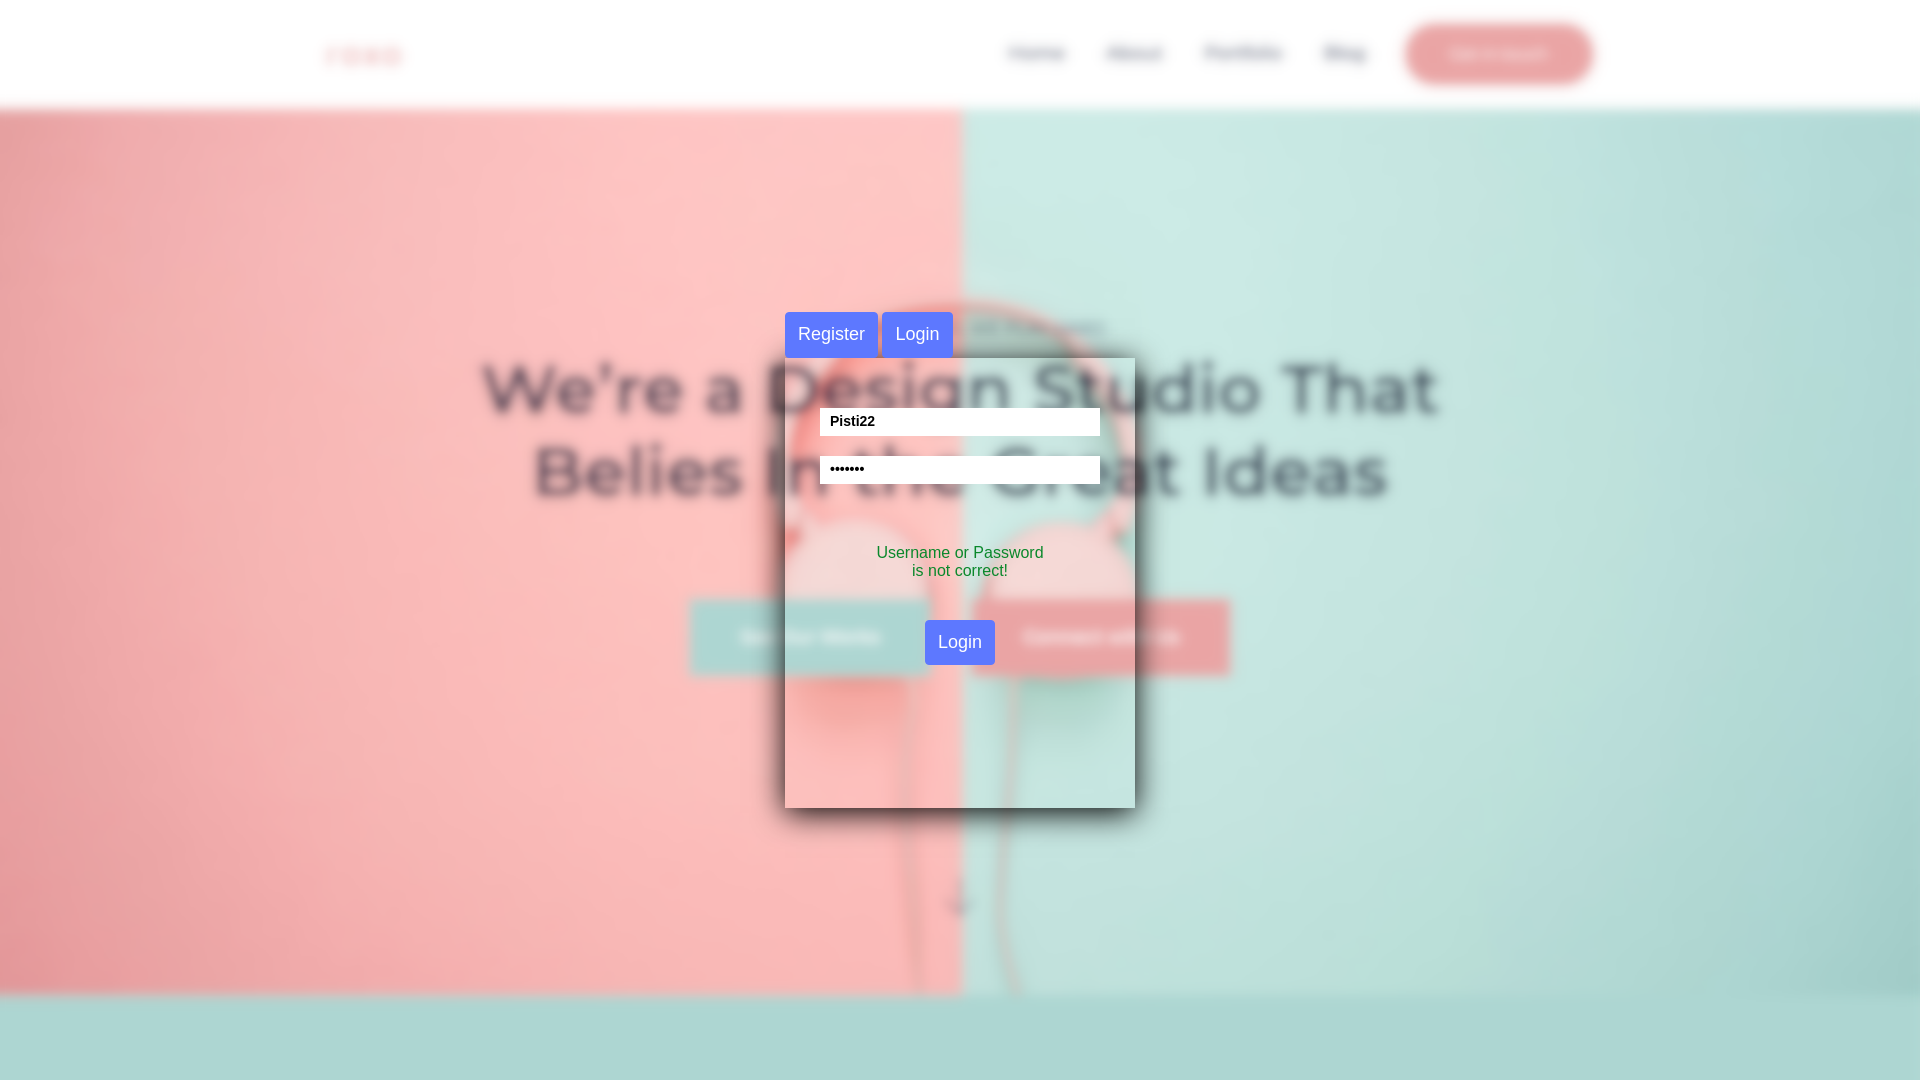 Home About Portfolio Blog
Register Login
We're a Design Studio That
Pisti22
Belies In the Great Ideas
•••••••
Username or Password
is not correct!
Login